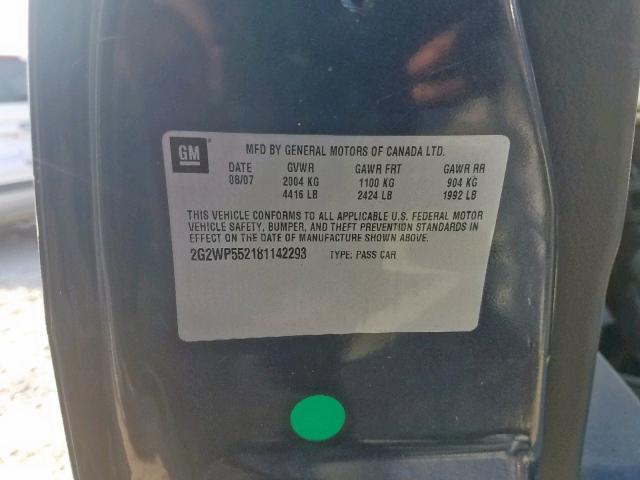 GM
MFD BY GENERAL MOTORS OF CANADA LTD.
DATE GVWR GAWR FRT GAWR RR
08/07 2004 KG 1100 KG 904 KG
4416 LB 2424 LB 1992 LB
THIS VEHICLE CONFORMS TO ALL APPLICABLE U.S. FEDERAL MOTOR
VEHICLE SAFETY, BUMPER, AND THEFT PREVENTION STANDARDS IN
EFFECT ON THE DATE OF MANUFACTURE SHOWN ABOVE.
2G2WP552181142293 TYPE: PASS CAR